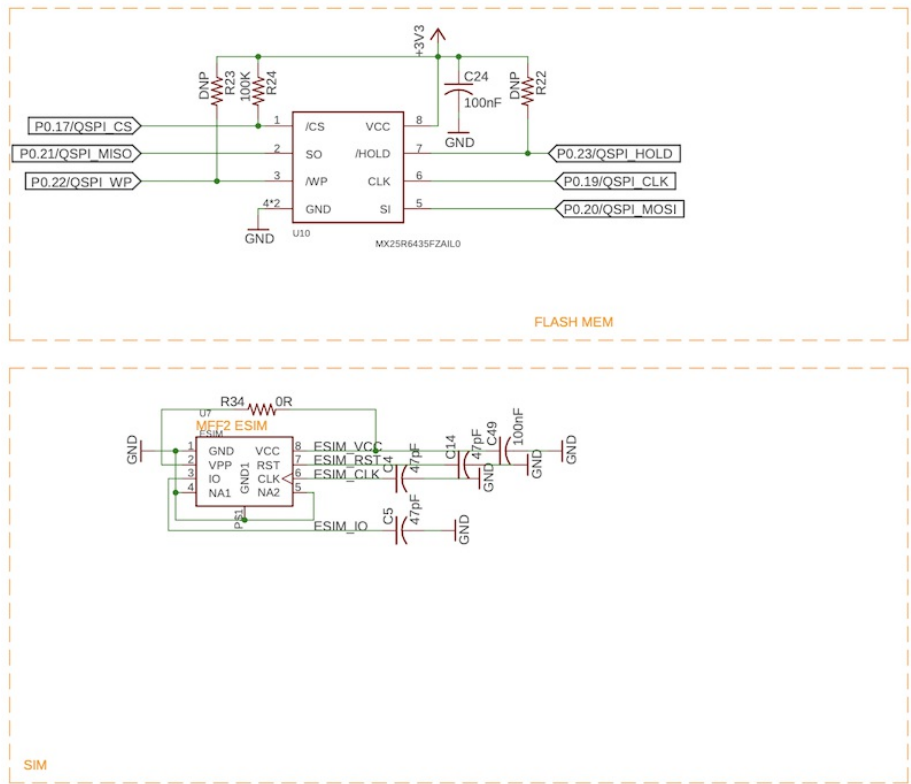 +3V3
DNP
R23
100K
R24
C24
100nF
DNP
R22
GND
P0.17/QSPI_CS
1
/CS
VCC
8
P0.21/QSPI_MISO
2
SO
/HOLD
7
P0.23/QSPI_HOLD
P0.22/QSPI_WP
3
/WP
CLK
6
P0.19/QSPI_CLK
4*2
GND
SI
5
P0.20/QSPI_MOSI
GND
U10
MX25R6435FZAIL0
FLASH MEM
R34
0R
U7
MFF2 ESIM
ESIM
GND
1
GND
VCC
8
ESIM_VCC
2
VPP
RST
7
ESIM_RST
3
IO
CLK
6
ESIM_CLK
4
NA1
GND1
NA2
5
C4
47pF
C14
47pF
C49
100nF
GND
GND
GND
ESIM_IO
C5
47pF
GND
SIM